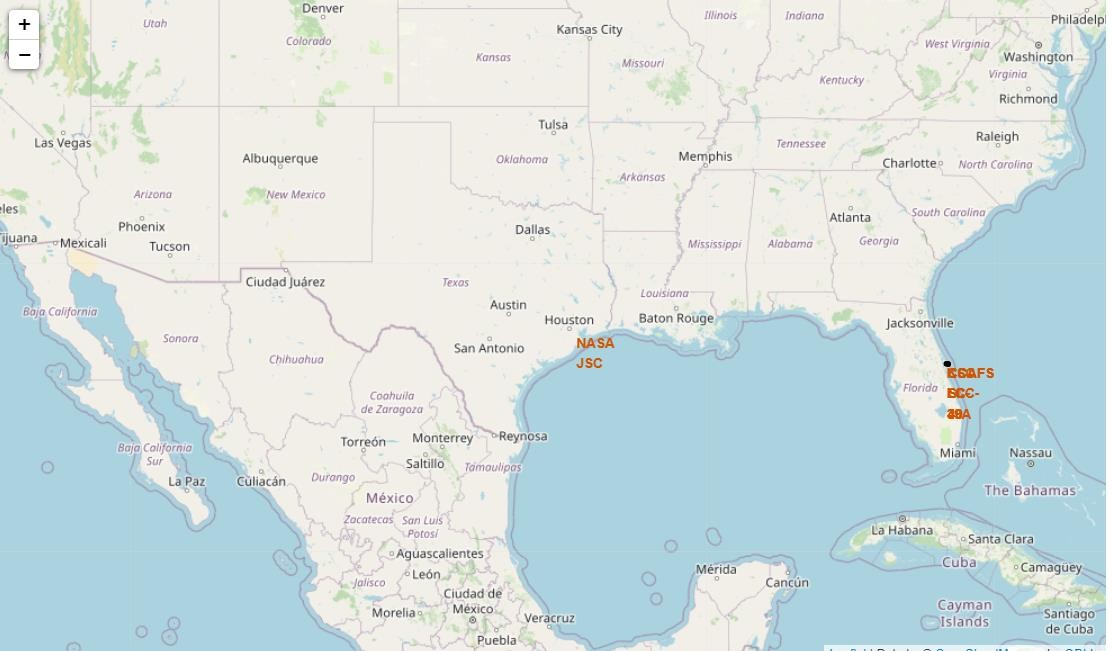 +
−
Denver
Utah
Colorado
Kansas City
Kansas
Missouri
Illinois
Indiana
West Virginia
Washington
Virginia
Richmond
Kentucky
Las Vegas
Albuquerque
Tulsa
Oklahoma
Memphis
Tennessee
Raleigh
Charlotte
North Carolina
Arizona
New Mexico
Arkansas
South Carolina
Phoenix
Tucson
Mexicali
Dallas
Mississippi
Alabama
Atlanta
Georgia
Ciudad Juárez
Texas
Louisiana
Baja California
Sonora
Austin
Houston
Baton Rouge
Jacksonville
San Antonio
NASA
JSC
Chihuahua
Florida
Coahuila
de Zaragoza
Torreón
Monterrey
Reynosa
Saltillo
Tamaulipas
Miami
Nassau
The Bahamas
Baja California
Sur
La Paz
Culiacán
Durango
México
Zacatecas
San Luis
Potosí
La Habana
Santa Clara
Cuba
Camagüey
Aguascalientes
León
Jalisco
Mérida
Cancún
Ciudad de
México
Morelia
Veracruz
Puebla
Cayman
Islands
Santiago
de Cuba